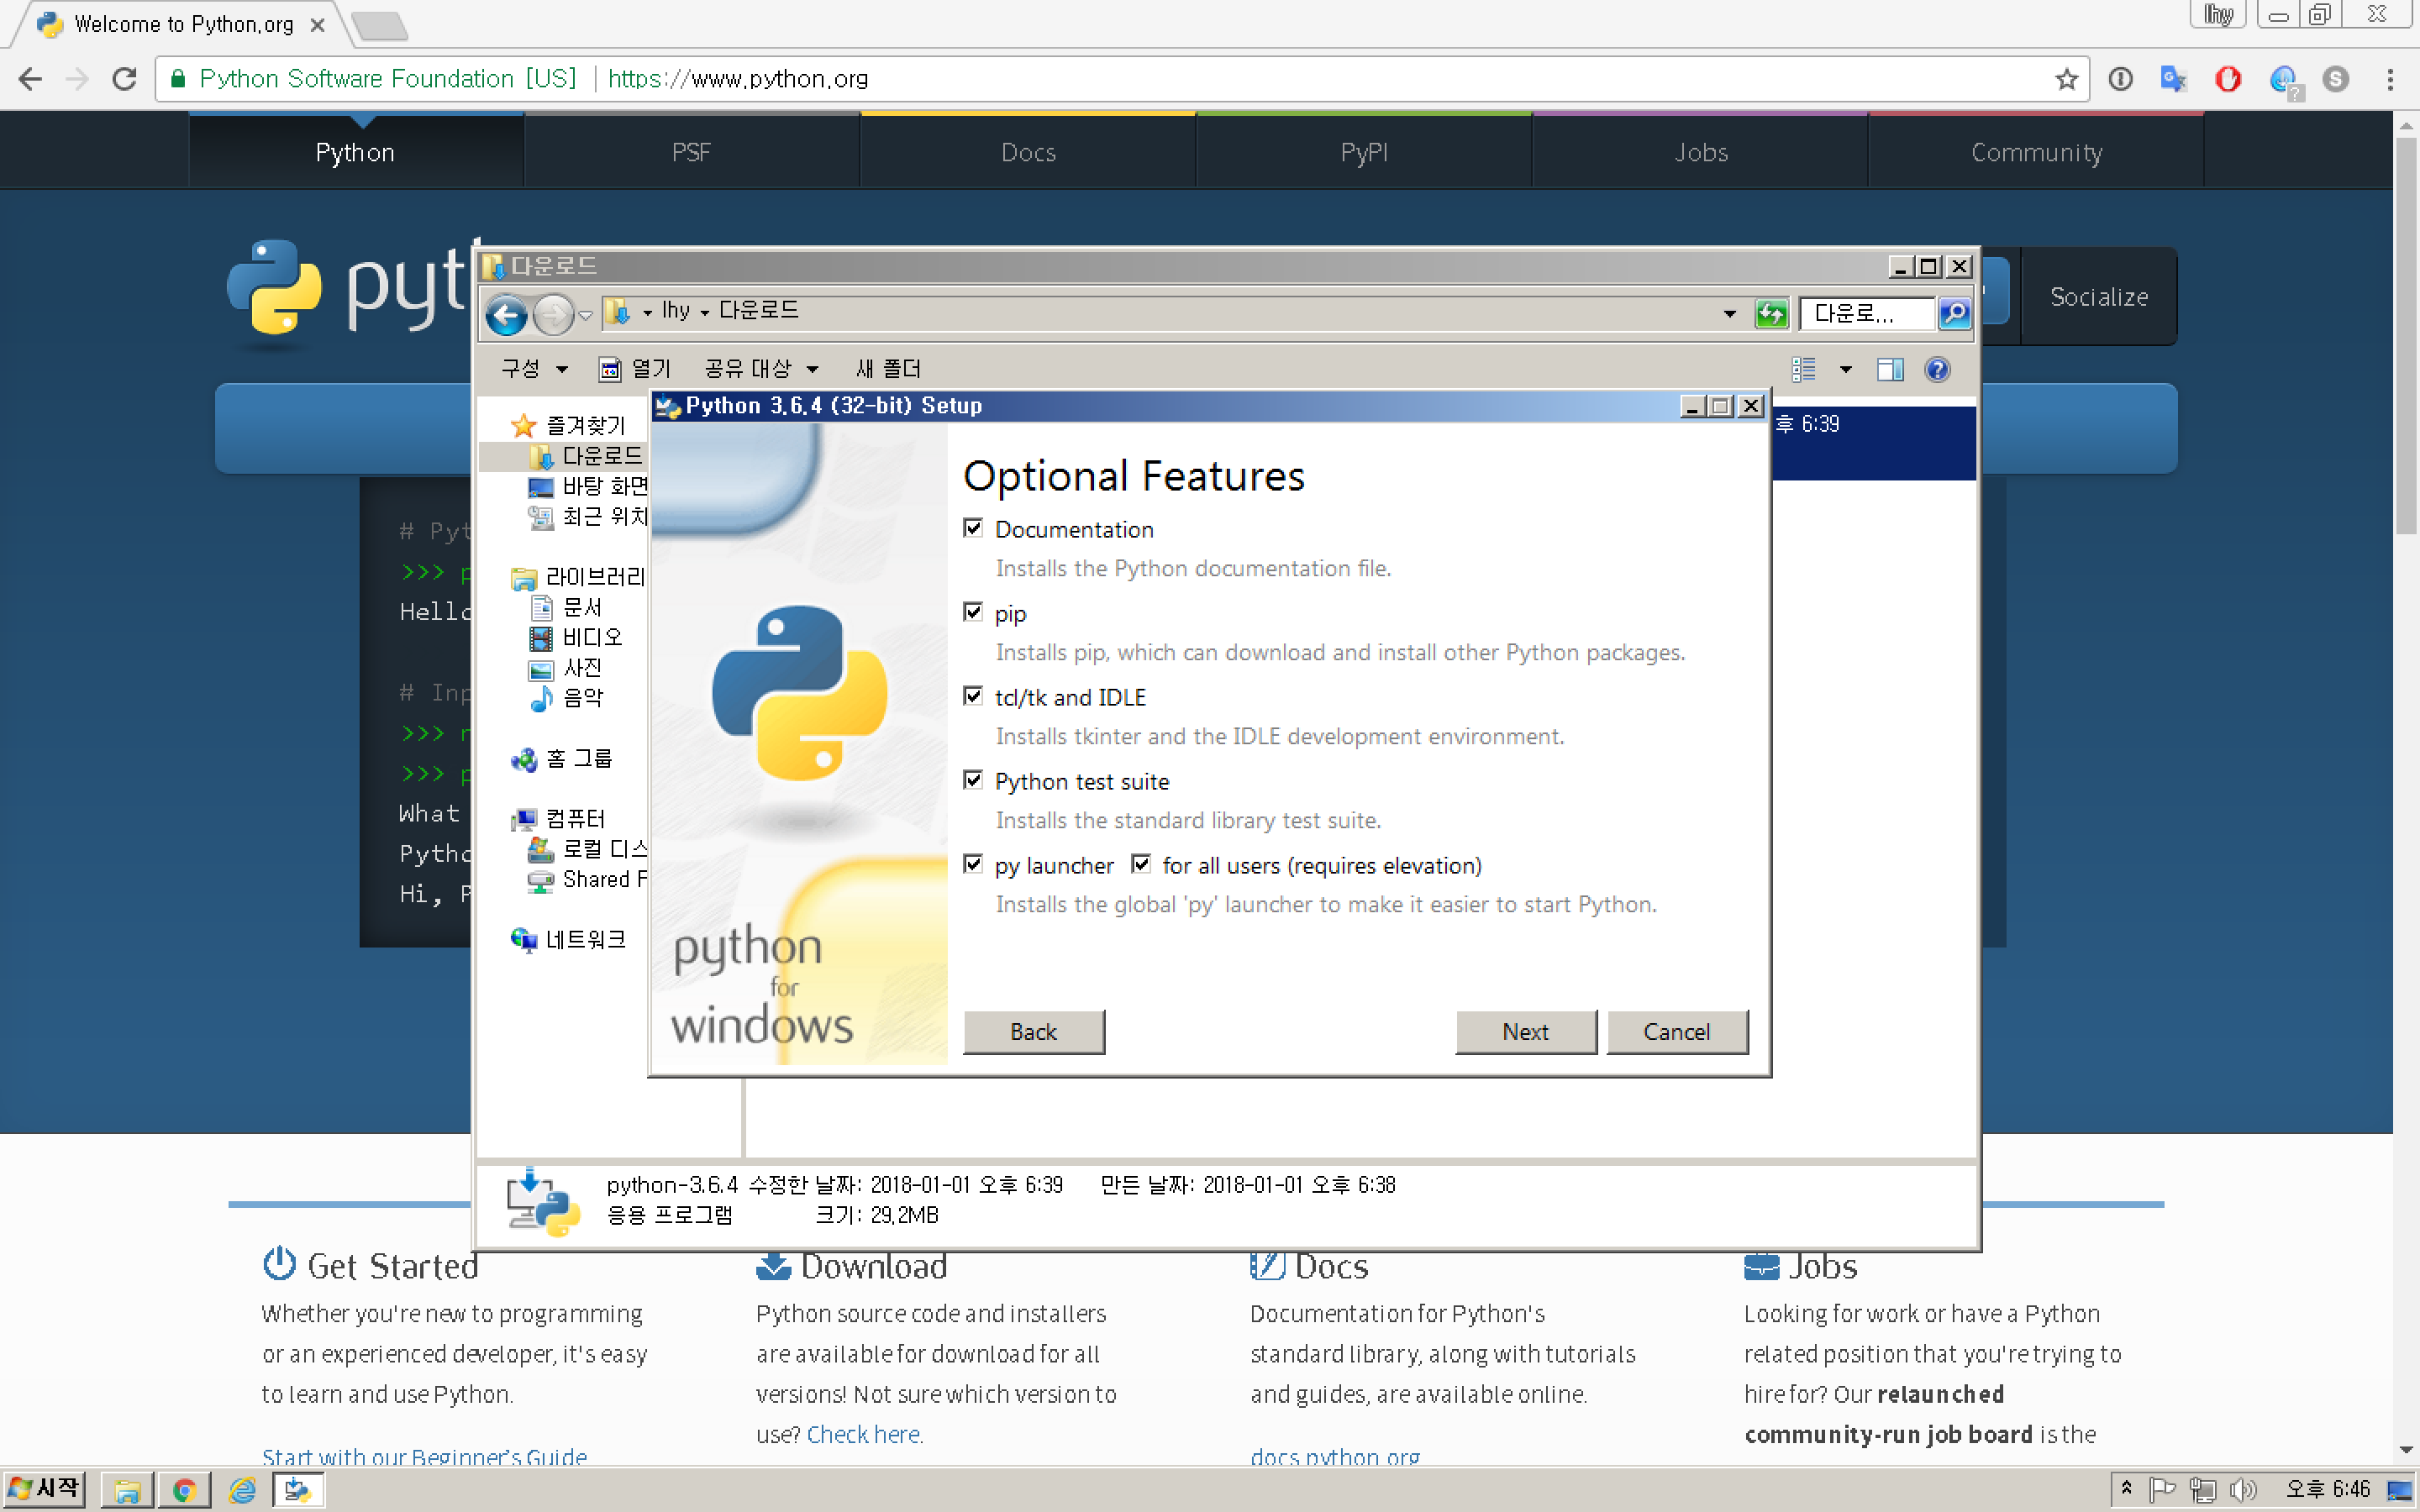 Welcome to Python.org
lhy
Python Software Foundation [US] | https://www.python.org
Python
PSF
Docs
PyPI
Jobs
Community
Socialize
다운로드
lhy 다운로드
다운로...
구성
열기
공유 대상
새 폴더
즐겨찾기
다운로드
바탕 화면
최근 위치
라이브러리
문서
비디오
사진
음악
홈 그룹
컴퓨터
로컬 디스
Shared F
네트워크
후 6:39
Python 3.6.4 (32-bit) Setup
Optional Features
Documentation
Installs the Python documentation file.
pip
Installs pip, which can download and install other Python packages.
tcl/tk and IDLE
Installs tkinter and the IDLE development environment.
Python test suite
Installs the standard library test suite.
py launcher for all users (requires elevation)
Installs the global 'py' launcher to make it easier to start Python.
python
for
windows
Back
Next
Cancel
# Pyt
>>> p
Hello
# Inp
>>>
>>> p
What
Pytho
Hi, P
python-3.6.4 수정한 날짜: 2018-01-01 오후 6:39 만든 날짜: 2018-01-01 오후 6:38
응용 프로그램 크기: 29.2MB
Get Started
Whether you're new to programming
or an experienced developer, it's easy
to learn and use Python.
Start with our Beginner's Guide
Download
Python source code and installers
are available for download for all
versions! Not sure which version to
use? Check here.
Docs
Documentation for Python's
standard library, along with tutorials
and guides, are available online.
docs.python.org
Jobs
Looking for work or have a Python
related position that you're trying to
hire for? Our relaunched
community-run job board is the
시작
오후 6:46